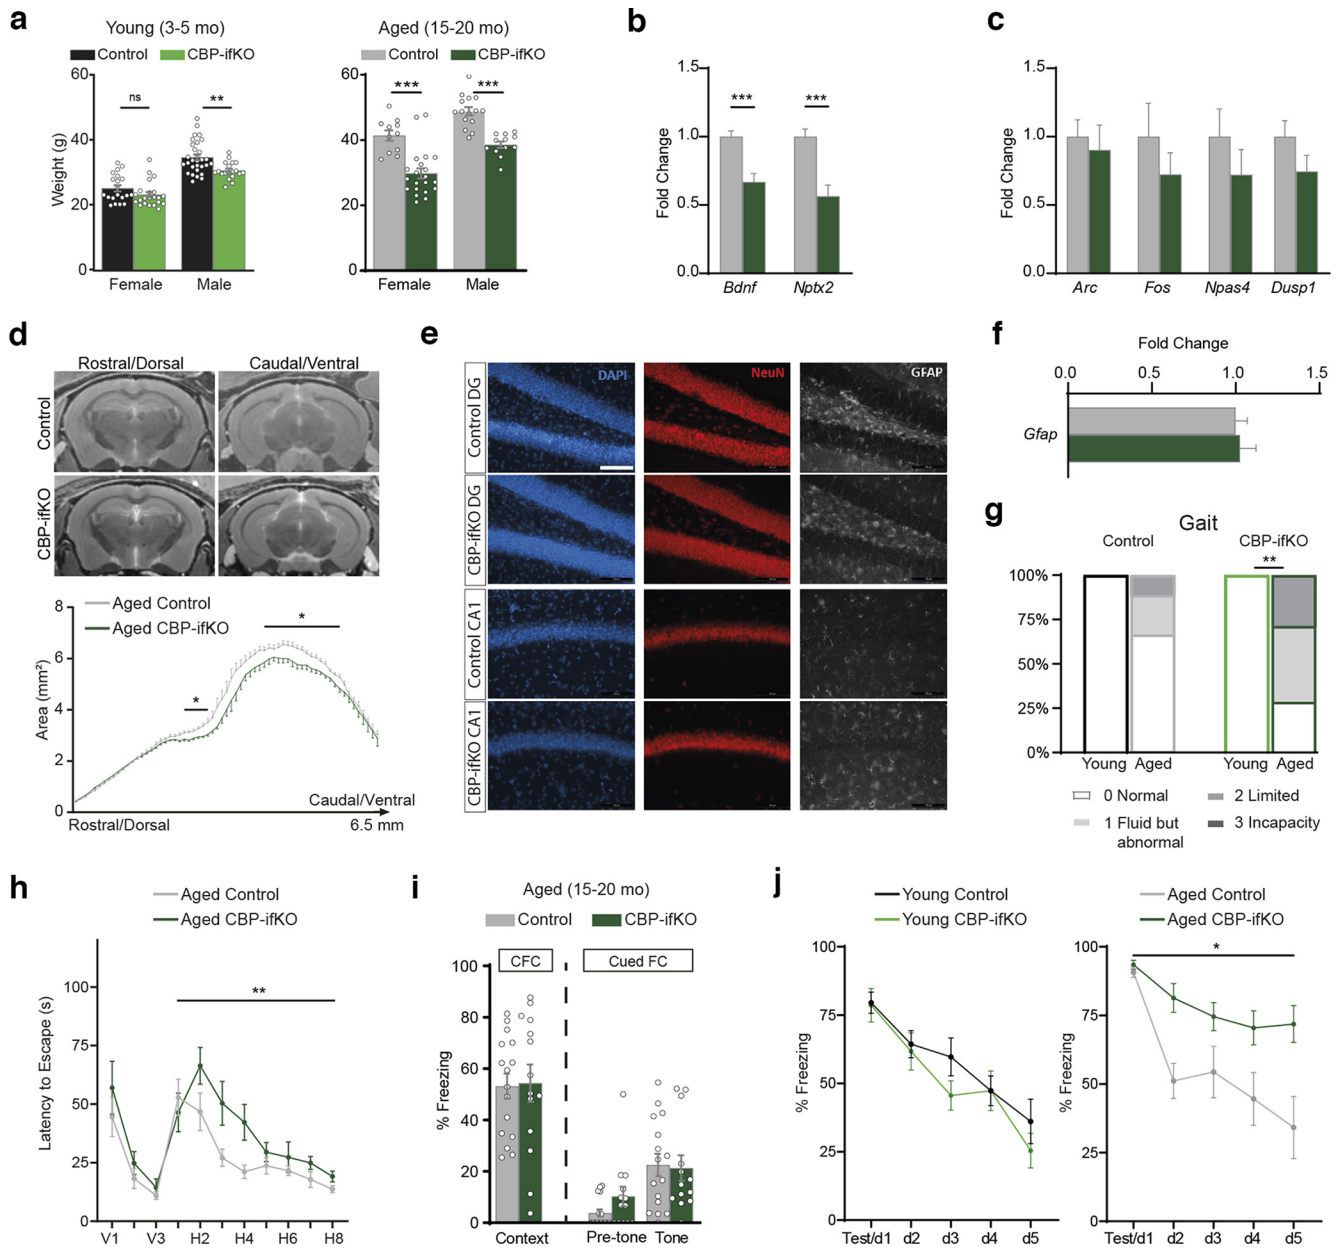 a
Young (3-5 mo)
Control CBP-ifKO
Aged (15-20 mo)
Control CBP-ifKO
Weight (g)
60
40
20
0
ns
**
Female Male
60
40
20
0
***
***
Female Male
b
Fold Change
1.5
1.0
0.5
0.0
***
***
Bdnf Nptx2
c
Fold Change
1.5
1.0
0.5
0.0
Arc Fos Npas4 Dusp1
d
Rostral/Dorsal Caudal/Ventral
Control
CBP-ifKO
Aged Control
Aged CBP-ifKO
Area (mm²)
8
6
4
2
0
*
*
Caudal/Ventral
Rostral/Dorsal 6.5 mm
e
DAPI NeuN GFAP
Control DG
CBP-ifKO DG
Control CA1
CBP-ifKO CA1
f
Fold Change
0.0 0.5 1.0 1.5
Gfap
g
Gait
Control CBP-ifKO
**
100%
75%
50%
25%
0%
Young Aged Young Aged
0 Normal 2 Limited
1 Fluid but 3 Incapacity
abnormal
h
Aged Control
Aged CBP-ifKO
Latency to Escape (s)
100
75
50
25
0
**
V1 V3 H2 H4 H6 H8
i
Aged (15-20 mo)
Control CBP-ifKO
CFC Cued FC
% Freezing
100
80
60
40
20
0
Context Pre-tone Tone
j
Young Control
Young CBP-ifKO
Aged Control
Aged CBP-ifKO
% Freezing
100
75
50
25
0
Test/d1 d2 d3 d4 d5
% Freezing
100
75
50
25
0
*
Test/d1 d2 d3 d4 d5